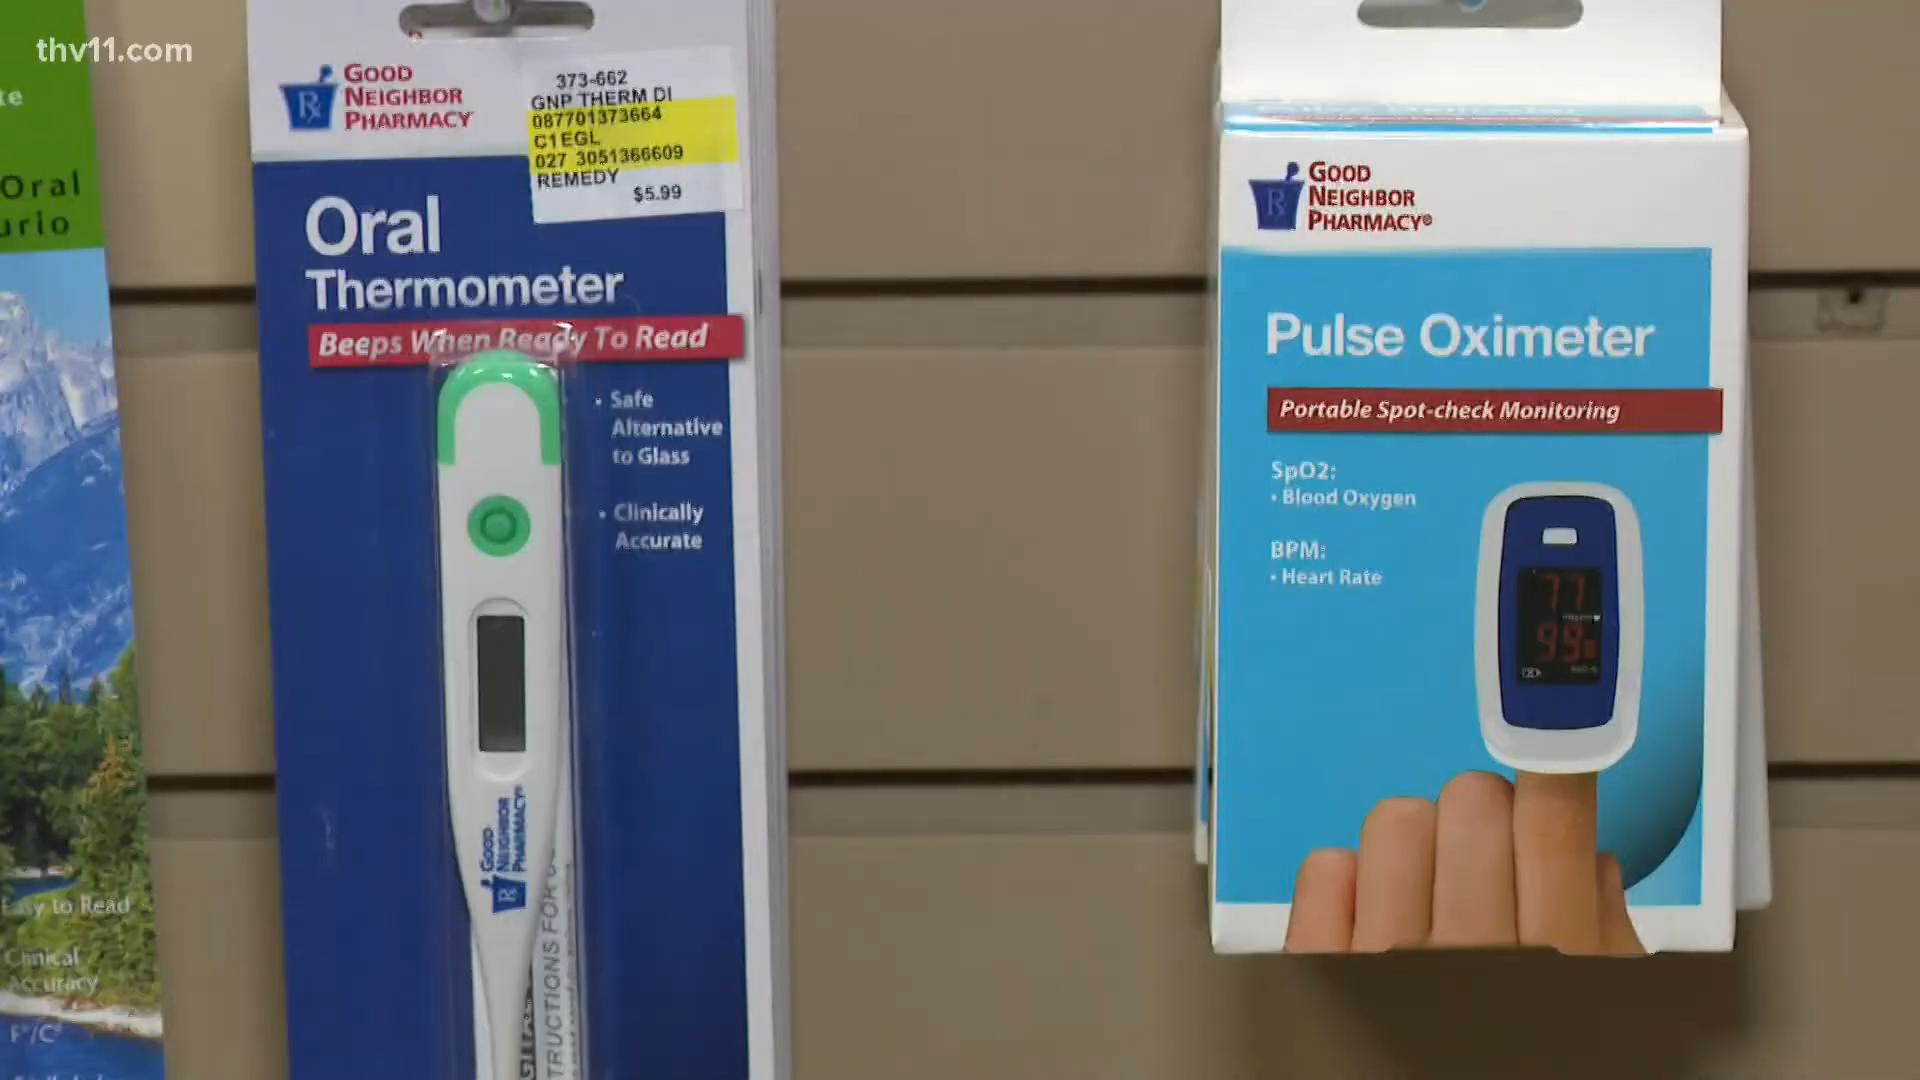 thv11.com
Oral
Easy to Read
Clinical
Accuracy
F°/C°
GOOD
NEIGHBOR
PHARMACY
373-662
GNP THERM DI
087701373664
C1EGL
027 3051366609
REMEDY
$5.99
Oral
Thermometer
Beeps When Ready To Read
• Safe
Alternative
to Glass
• Clinically
Accurate
GOOD
NEIGHBOR
PHARMACY®
GOOD
NEIGHBOR
PHARMACY®
Pulse Oximeter
Portable Spot-check Monitoring
SpO2:
• Blood Oxygen
BPM:
• Heart Rate
77
99